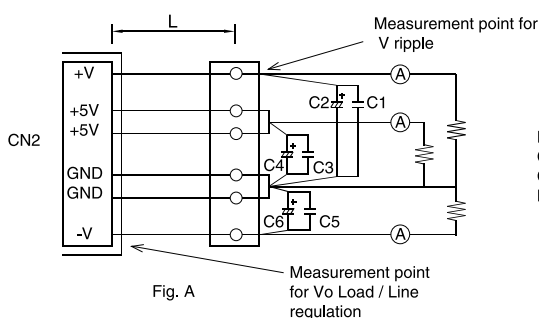 L
Measurement point for
V ripple
CN2
+V
+5V
+5V
GND
GND
-V
A
A
A
C2
+
C1
C4
+
C3
C6
+
C5
Fig. A
Measurement point
for Vo Load / Line
regulation